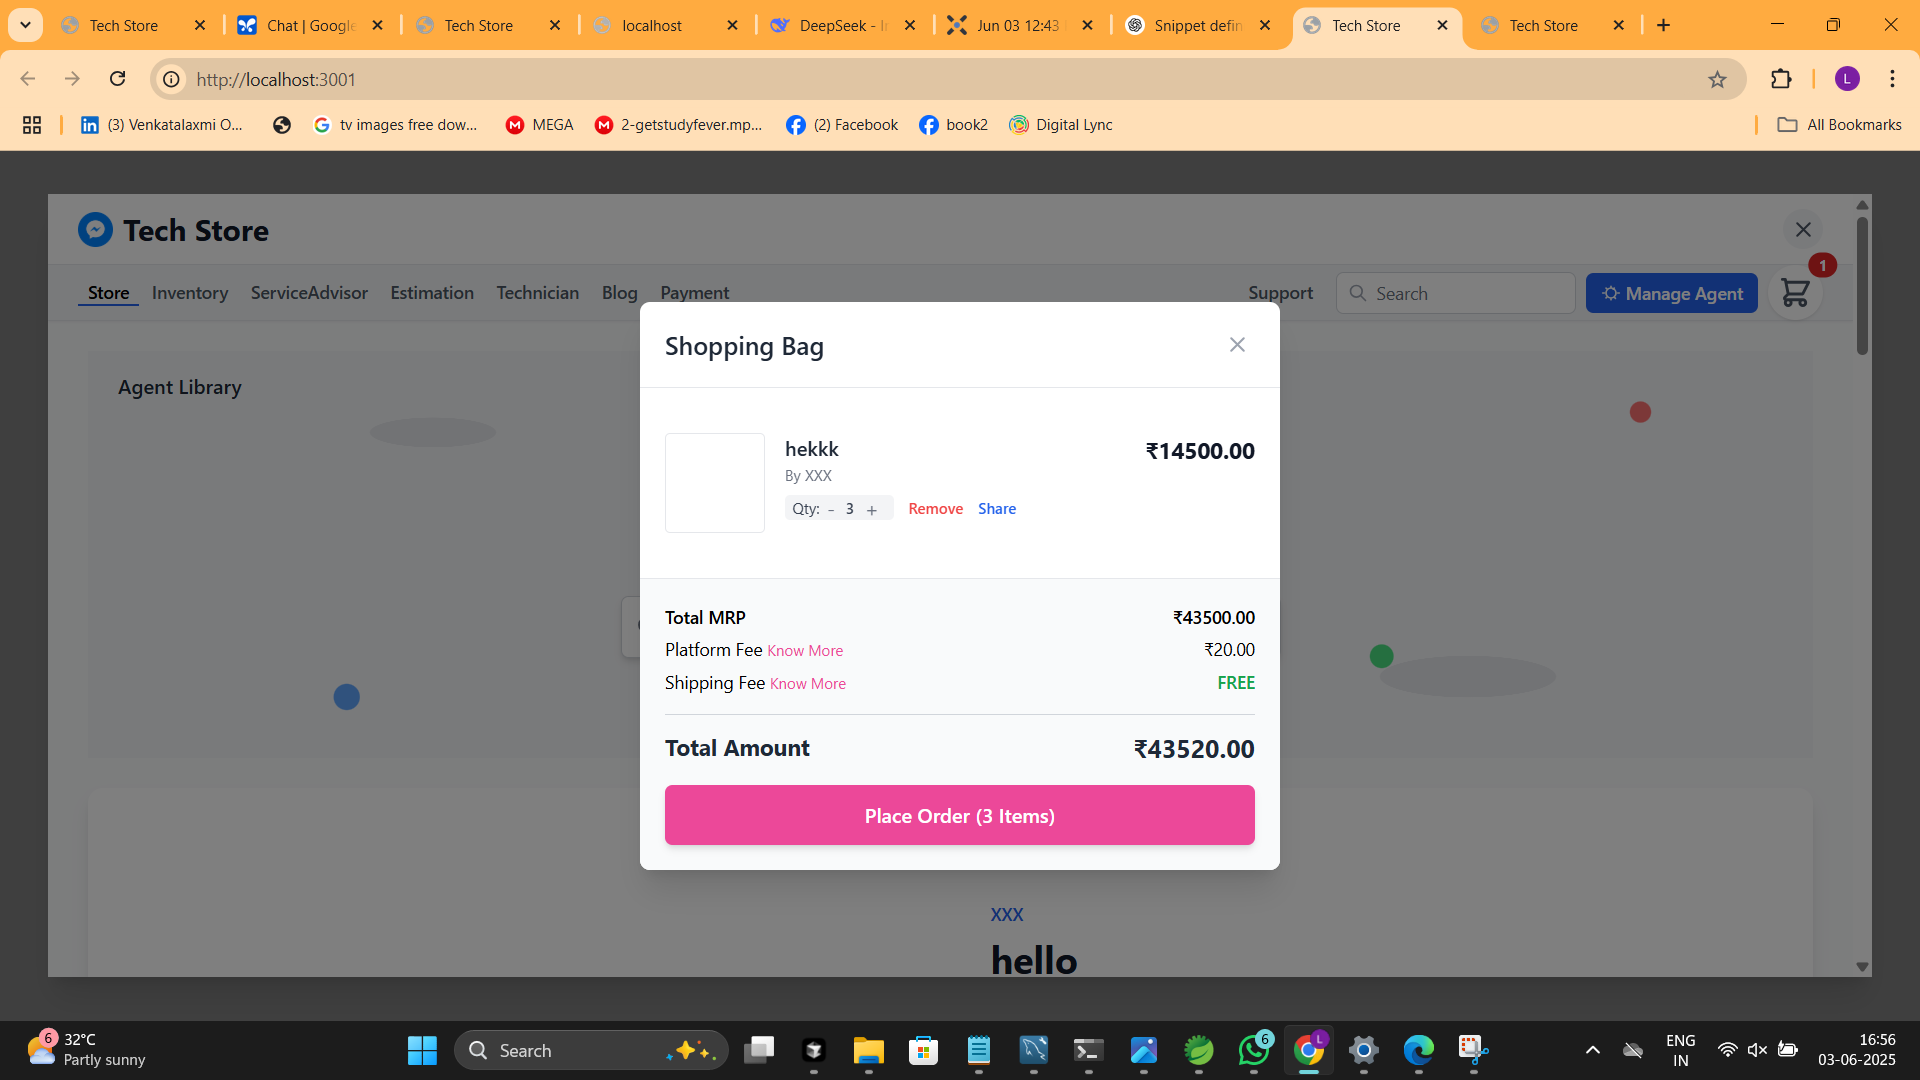 Tech Store
Chat | Google
Tech Store
localhost
DeepSeek - In
Jun 03 12:43
Snippet defin
Tech Store
Tech Store
http://localhost:3001
L
(3) Venkatalaxmi O...
tv images free dow...
MEGA
2-getstudyfever.mp...
(2) Facebook
book2
Digital Lync
All Bookmarks
Tech Store
1
Store
Inventory
ServiceAdvisor
Estimation
Technician
Blog
Payment
Support
Search
Manage Agent
Agent Library
Shopping Bag
hekkk
₹14500.00
By XXX
Qty: - 3 +
Remove
Share
Total MRP
₹43500.00
Platform Fee Know More
₹20.00
Shipping Fee Know More
FREE
Total Amount
₹43520.00
Place Order (3 Items)
XXX
hello
6
32°C
Partly sunny
Search
6
L
ENG
IN
16:56
03-06-2025